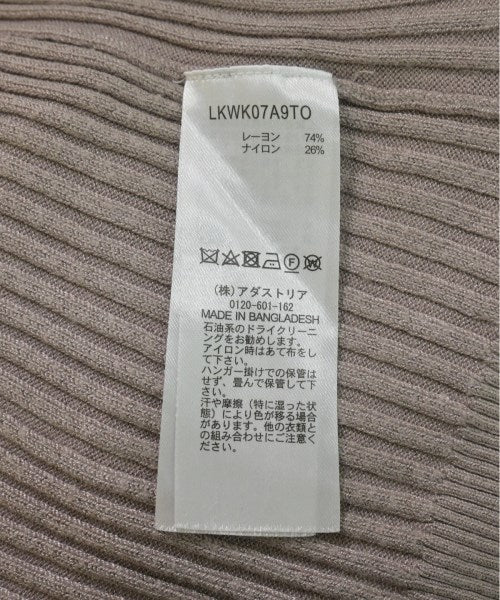 LKWK07A9TO
レーヨン 74%
ナイロン 26%
(株)アダストリア
0120-601-162
MADE IN BANGLADESH
石油系のドライクリーニ
ングをお勧めします。
アイロン時はあて布をし
て下さい。
ハンガー掛けでの保管は
せず、畳んで保管して下
さい。
汗や摩擦(特に湿った状
態)により色が移る場合
があります。他の衣類と
の組み合わせにご注意く
ださい。